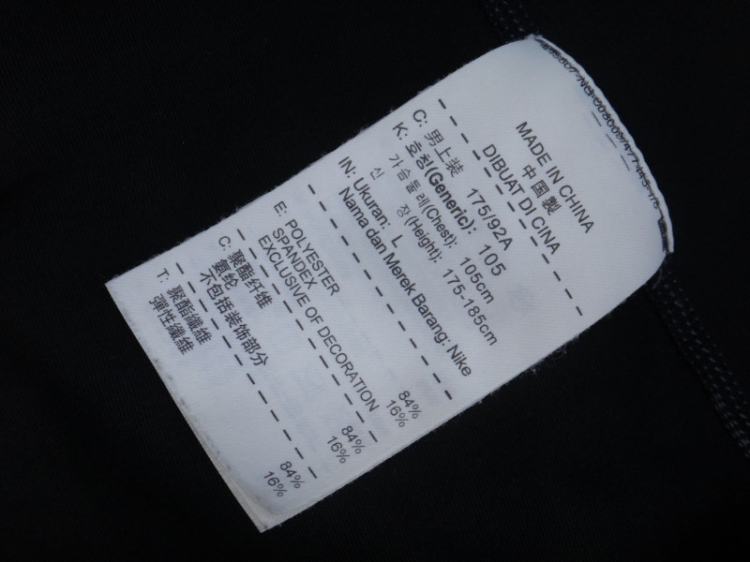 MADE IN CHINA
中国製
DIBUAT DI CINA
C: 男上装 175/92A
K: 호칭(Generic): 105
가슴둘레(Chest): 105cm
신 장(Height): 175-185cm
IN: Ukuran: L
Nama dan Merek Barang: Nike
E: POLYESTER 84%
SPANDEX 16%
EXCLUSIVE OF DECORATION
C: 聚酯纤维 84%
氨纶 16%
不包括装饰部分
T: 聚酯纖維 84%
彈性纖維 16%